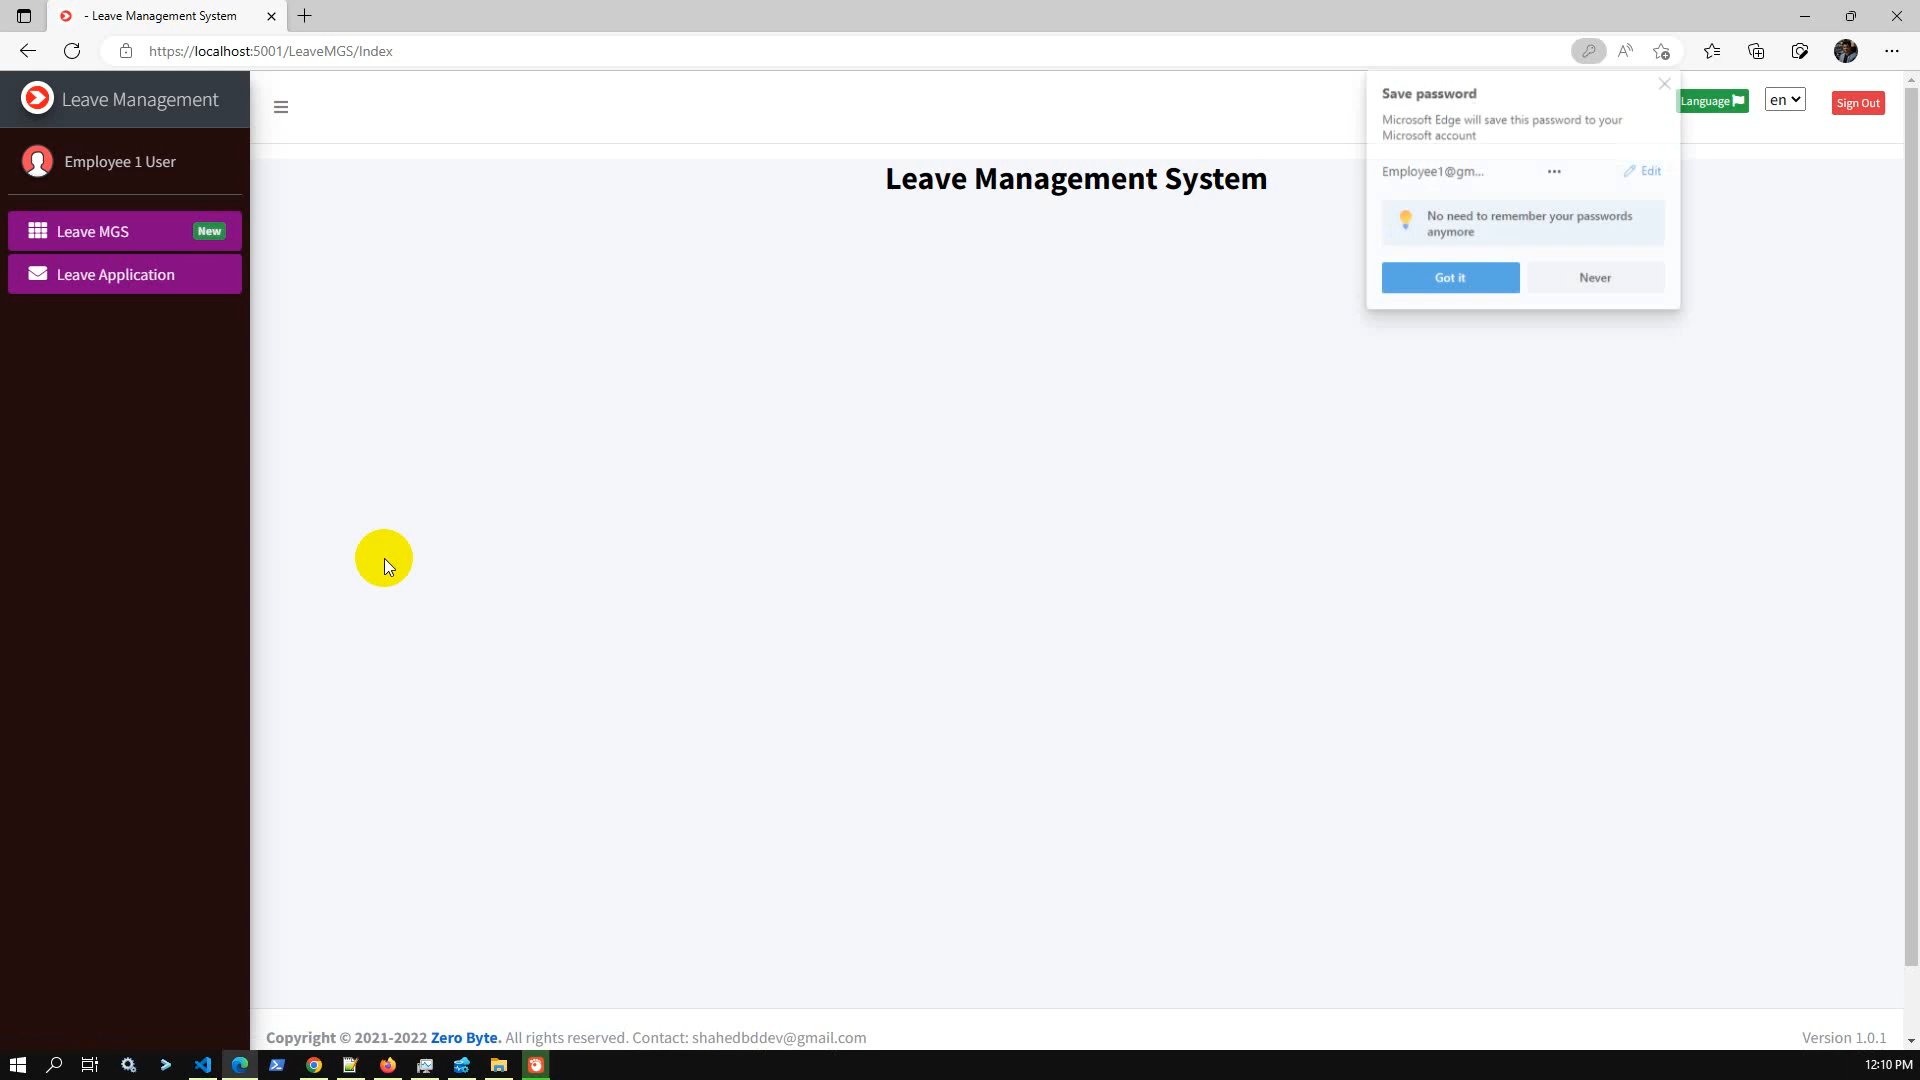 - Leave Management System
https://localhost:5001/LeaveMGS/Index
Leave Management
Employee 1 User
Leave MGS New
Leave Application
Leave Management System
Save password
Microsoft Edge will save this password to your
Microsoft account
Employee1@gm... ••• Edit
No need to remember your passwords
anymore
Got it Never
Language en Sign Out
Copyright © 2021-2022 Zero Byte. All rights reserved. Contact: shahedbddev@gmail.com
Version 1.0.1
12:10 PM